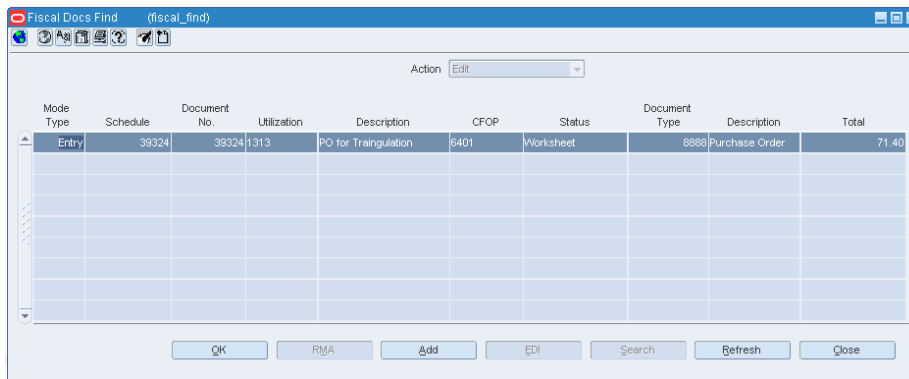 Fiscal Docs Find (fiscal_find)
Action Edit
Mode Document Document
Type Schedule No. Utilization Description CFOP Status Type Description Total
Entry 39324 39324 1313 PO for Traingulation 6401 Worksheet 8888 Purchase Order 71.40
OK RMA Add EDI Search Refresh Close